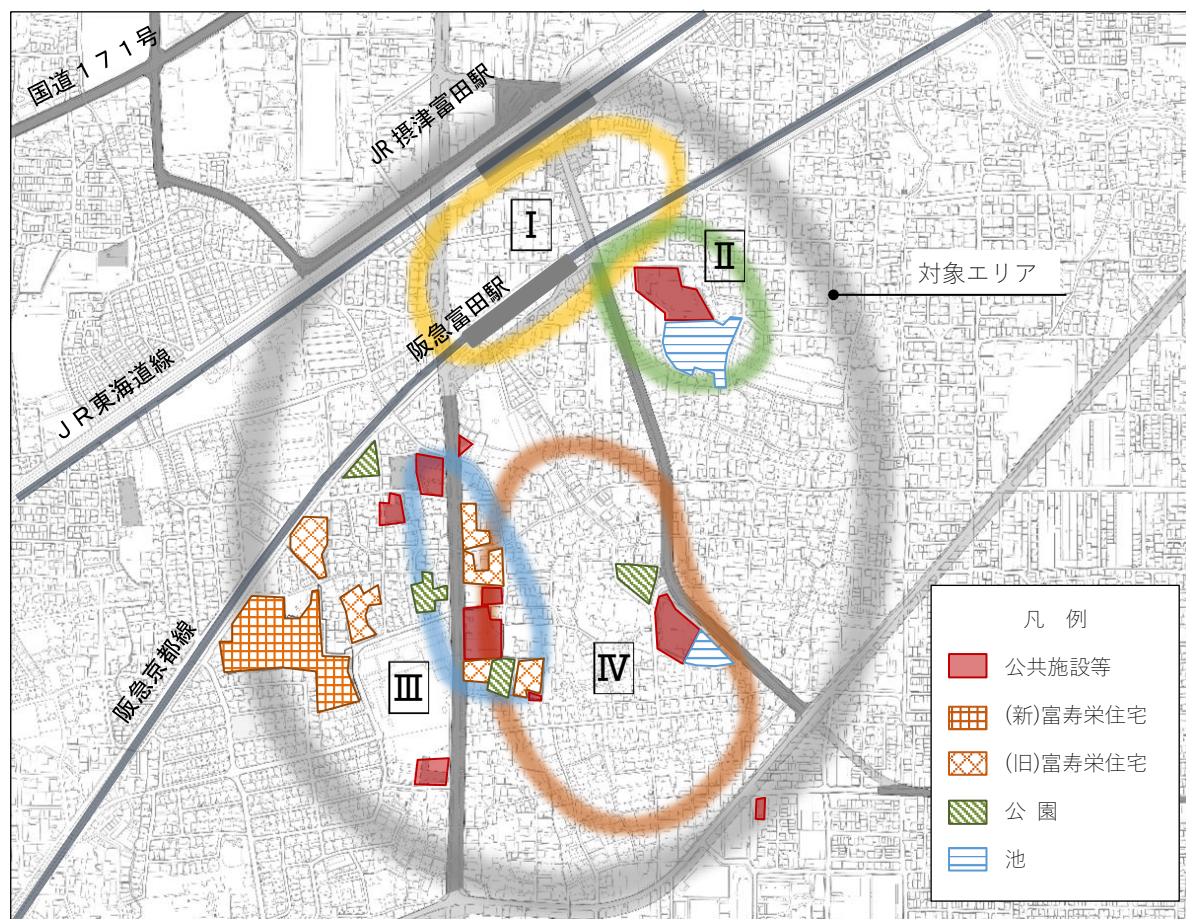 国道１７１号
JR 摂津富田駅
Ⅰ
Ⅱ
対象エリア
阪急富田駅
ＪＲ東海道線
阪急京都線
Ⅲ
Ⅳ
凡 例
公共施設等
(新)富寿栄住宅
(旧)富寿栄住宅
公 園
池